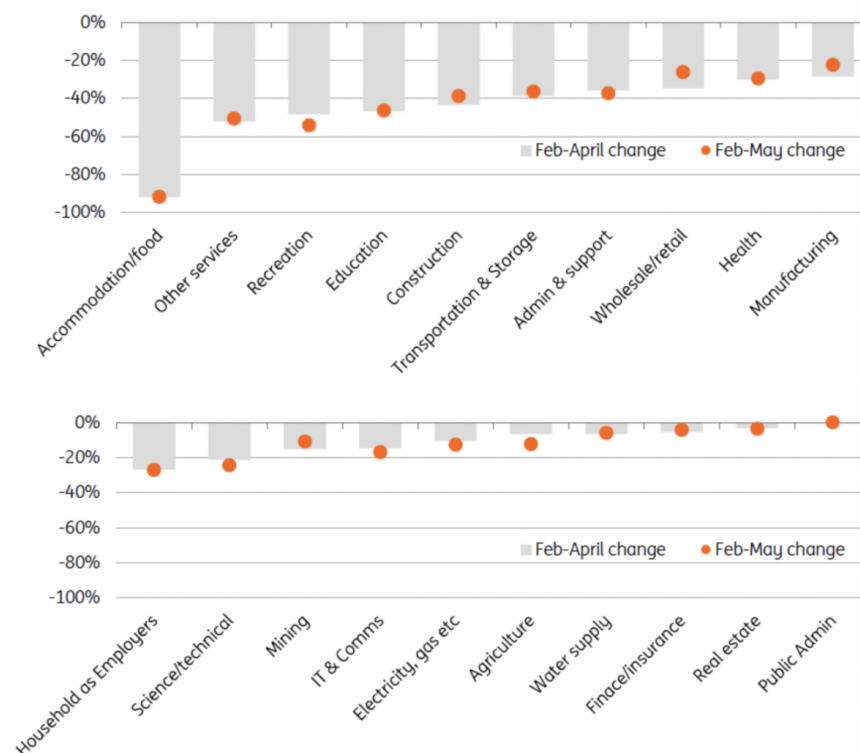 0%
-20%
-40%
-60%
-80%
-100%
Feb-April change
Feb-May change
Accommodation/food
Other services
Recreation
Education
Construction
Transportation & Storage
Admin & support
Wholesale/retail
Health
Manufacturing
0%
-20%
-40%
-60%
-80%
-100%
Feb-April change
Feb-May change
Household as Employers
Science/technical
Mining
IT & Comms
Electricity, gas etc
Agriculture
Water supply
Finace/insurance
Real estate
Public Admin